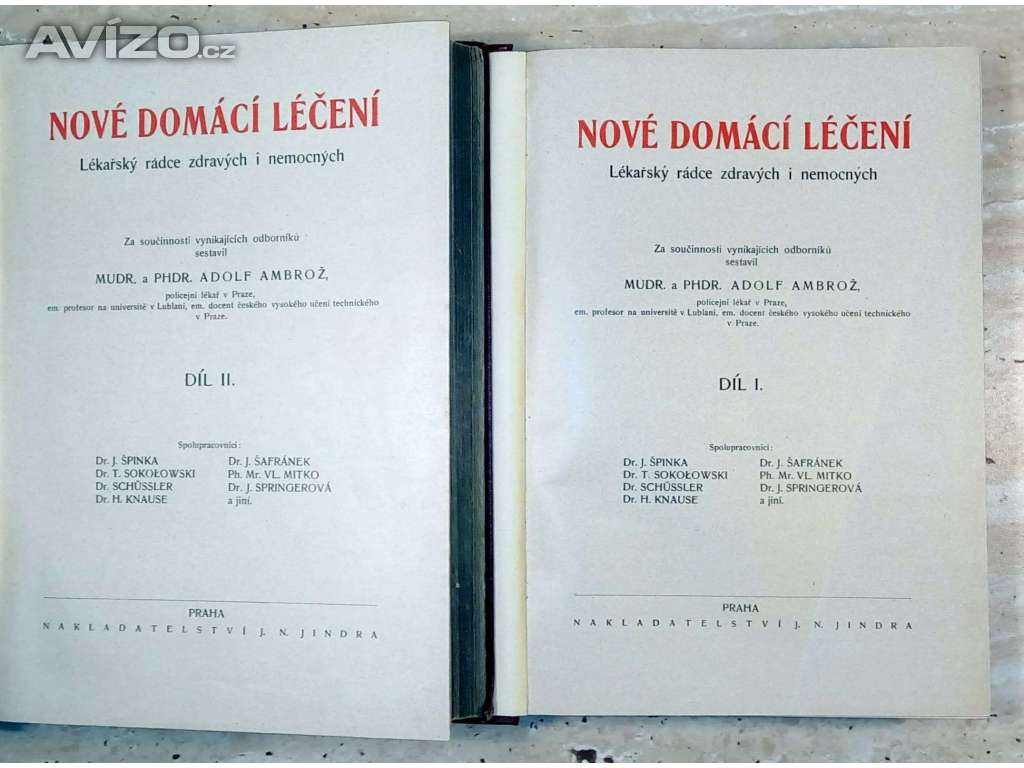 AVÍZO.cz
NOVÉ DOMÁCÍ LÉČENÍ
Lékařský rádce zdravých i nemocných
Za součinnosti vynikajících odborníků
sestavil
MUDR. a PHDR. ADOLF AMBROŽ,
policejní lékař v Praze,
em. profesor na universitě v Lublani, em. docent českého vysokého učení technického
v Praze.
DÍL II.
Spolupracovníci:
Dr. J. ŠPINKA Dr. J. ŠAFRÁNEK
Dr. T. SOKOŁOWSKI Ph. Mr. VL. MITKO
Dr. SCHÜSSLER Dr. J. SPRINGEROVÁ
Dr. H. KNAUSE a jiní.
PRAHA
NAKLADATELSTVÍ J. N. JINDRA
NOVÉ DOMÁCÍ LÉČENÍ
Lékařský rádce zdravých i nemocných
Za součinnosti vynikajících odborníků
sestavil
MUDR. a PHDR. ADOLF AMBROŽ,
policejní lékař v Praze,
em. profesor na universitě v Lublani, em. docent českého vysokého učení technického
v Praze.
DÍL I.
Spolupracovníci:
Dr. J. ŠPINKA Dr. J. ŠAFRÁNEK
Dr. T. SOKOŁOWSKI Ph. Mr. VL. MITKO
Dr. SCHÜSSLER Dr. J. SPRINGEROVÁ
Dr. H. KNAUSE a jiní.
PRAHA
NAKLADATELSTVÍ J. N. JINDRA